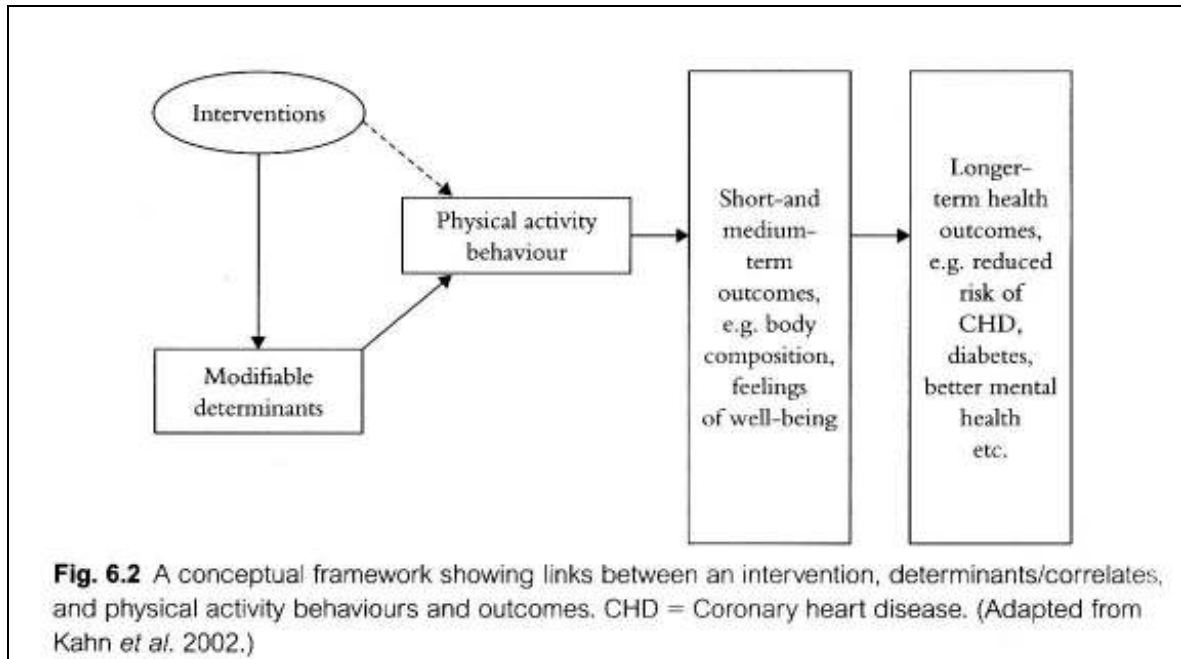 Interventions
Physical activity
behaviour
Modifiable
determinants
Short-and
medium-
term
outcomes,
e.g. body
composition,
feelings
of well-being
Longer-
term health
outcomes,
e.g. reduced
risk of
CHD,
diabetes,
better mental
health
etc.
Fig. 6.2 A conceptual framework showing links between an intervention, determinants/correlates,
and physical activity behaviours and outcomes. CHD = Coronary heart disease. (Adapted from
Kahn et al. 2002.)